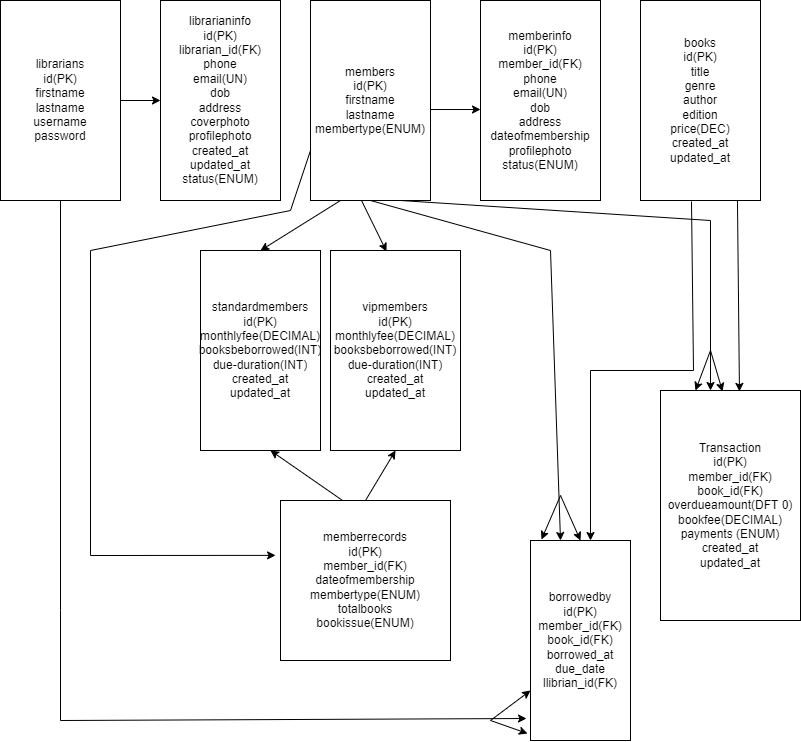 librarians
id(PK)
firstname
lastname
username
password
librarianinfo
id(PK)
librarian_id(FK)
phone
email(UN)
dob
address
coverphoto
profilephoto
created_at
updated_at
status(ENUM)
members
id(PK)
firstname
lastname
membertype(ENUM)
memberinfo
id(PK)
member_id(FK)
phone
email(UN)
dob
address
dateofmembership
profilephoto
status(ENUM)
books
id(PK)
title
genre
author
edition
price(DEC)
created_at
updated_at
standardmembers
id(PK)
monthlyfee(DECIMAL)
booksbeborrowed(INT)
due-duration(INT)
created_at
updated_at
vipmembers
id(PK)
monthlyfee(DECIMAL)
booksbeborrowed(INT)
due-duration(INT)
created_at
updated_at
Transaction
id(PK)
member_id(FK)
book_id(FK)
overdueamount(DFT 0)
bookfee(DECIMAL)
payments (ENUM)
created_at
updated_at
memberrecords
id(PK)
member_id(FK)
dateofmembership
membertype(ENUM)
totalbooks
bookissue(ENUM)
borrowedby
id(PK)
member_id(FK)
book_id(FK)
borrowed_at
due_date
llibrian_id(FK)